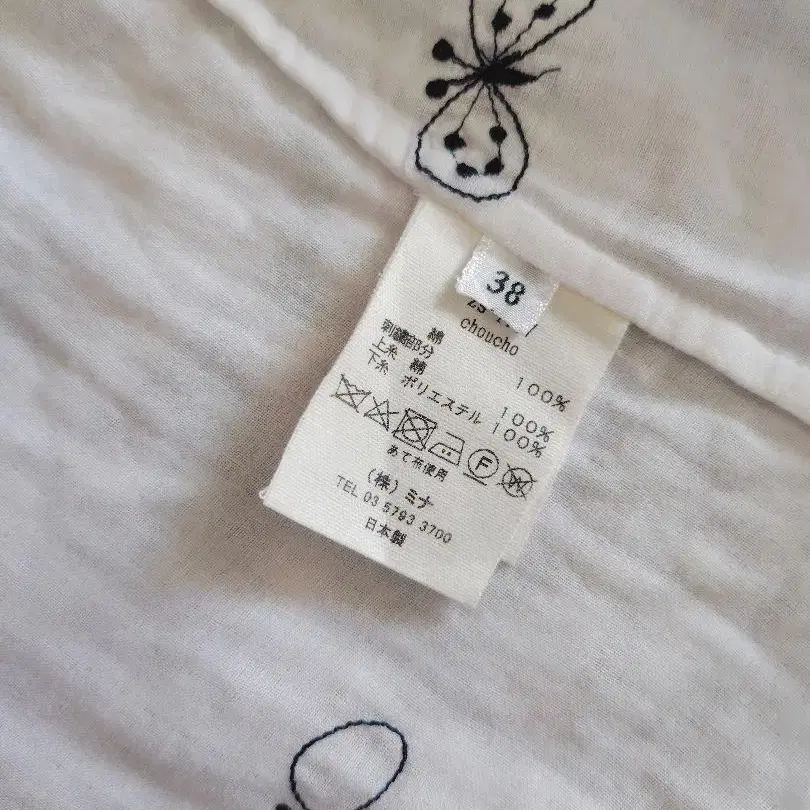 38
choucho
綿 100%
刺繍部分
上糸 綿 100%
下糸 ポリエステル 100%
F
W
あて布使用
(株)ミナ
TEL 03 5793 3700
日本製